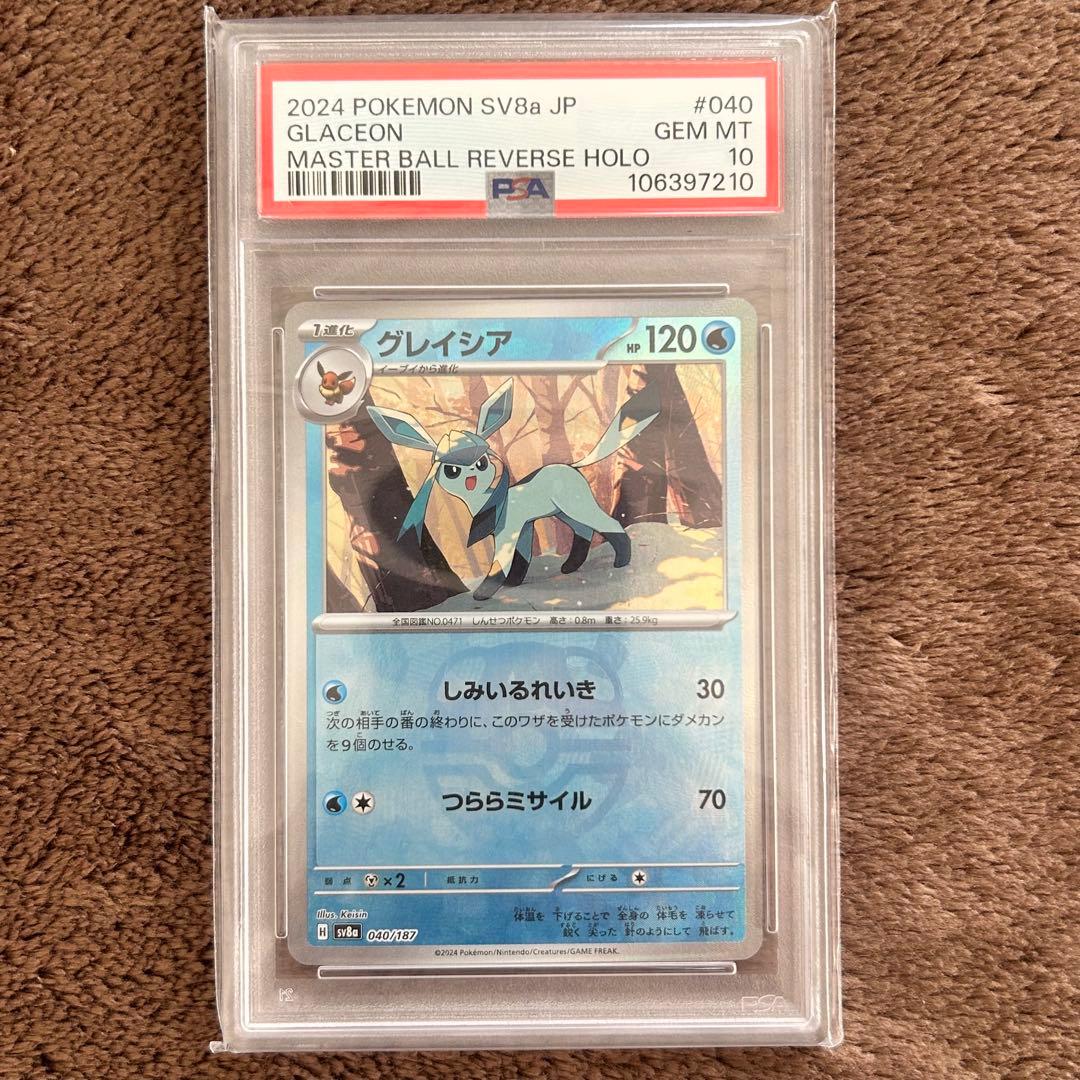 2024 POKEMON SV8a JP #040
GLACEON GEM MT
MASTER BALL REVERSE HOLO 10
PSA 106397210
1進化
グレイシア HP 120
イーブイから進化
全国図鑑NO.0471 しんせつポケモン 高さ:0.8m 重さ:25.9kg
しみいるれいき 30
次の相手の番の終わりに、このワザを受けたポケモンにダメカン
を9個のせる。
つららミサイル 70
弱点 ×2 抵抗力 にげる
Illus. Keisin
体温を 下げることで 全身の 体毛を 凍らせて
鋭く 尖った 針のようにして 飛ばす。
H sv8a 040/187
©2024 Pokémon/Nintendo/Creatures/GAME FREAK.
PSA